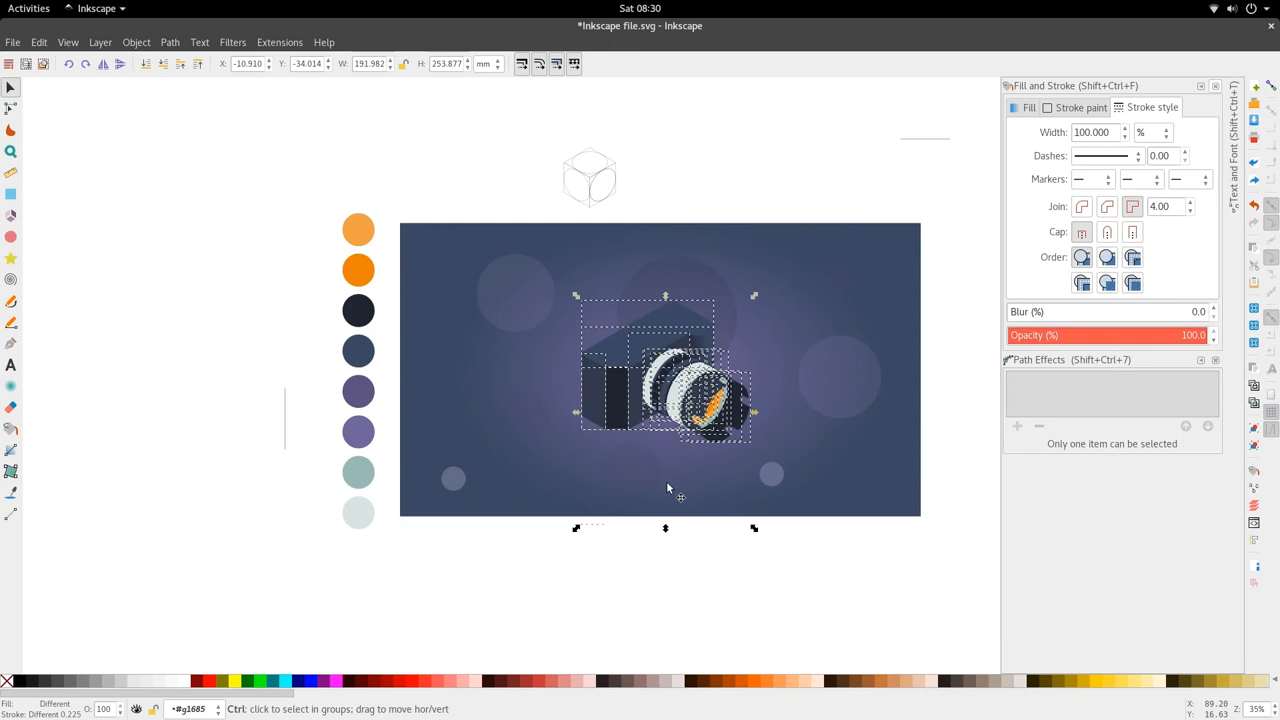 Activities
Inkscape
Sat 08:30
*Inkscape file.svg - Inkscape
File Edit View Layer Object Path Text Filters Extensions Help
X: -10.910 Y: -34.014 W: 191.982 H: 253.877 mm
Fill and Stroke (Shift+Ctrl+F)
Fill Stroke paint Stroke style
Width: 100.000 %
Dashes: 0.00
Markers:
Join: 4.00
Cap:
Order:
Blur (%) 0.0
Opacity (%) 100.0
Path Effects (Shift+Ctrl+7)
Only one item can be selected
Text and Font (Shift+Ctrl+T)
Fill: Different
Stroke: Different 0.225
O: 100
•#g1685
Ctrl: click to select in groups; drag to move hor/vert
X: 89.20
Y: 16.63
Z: 35%